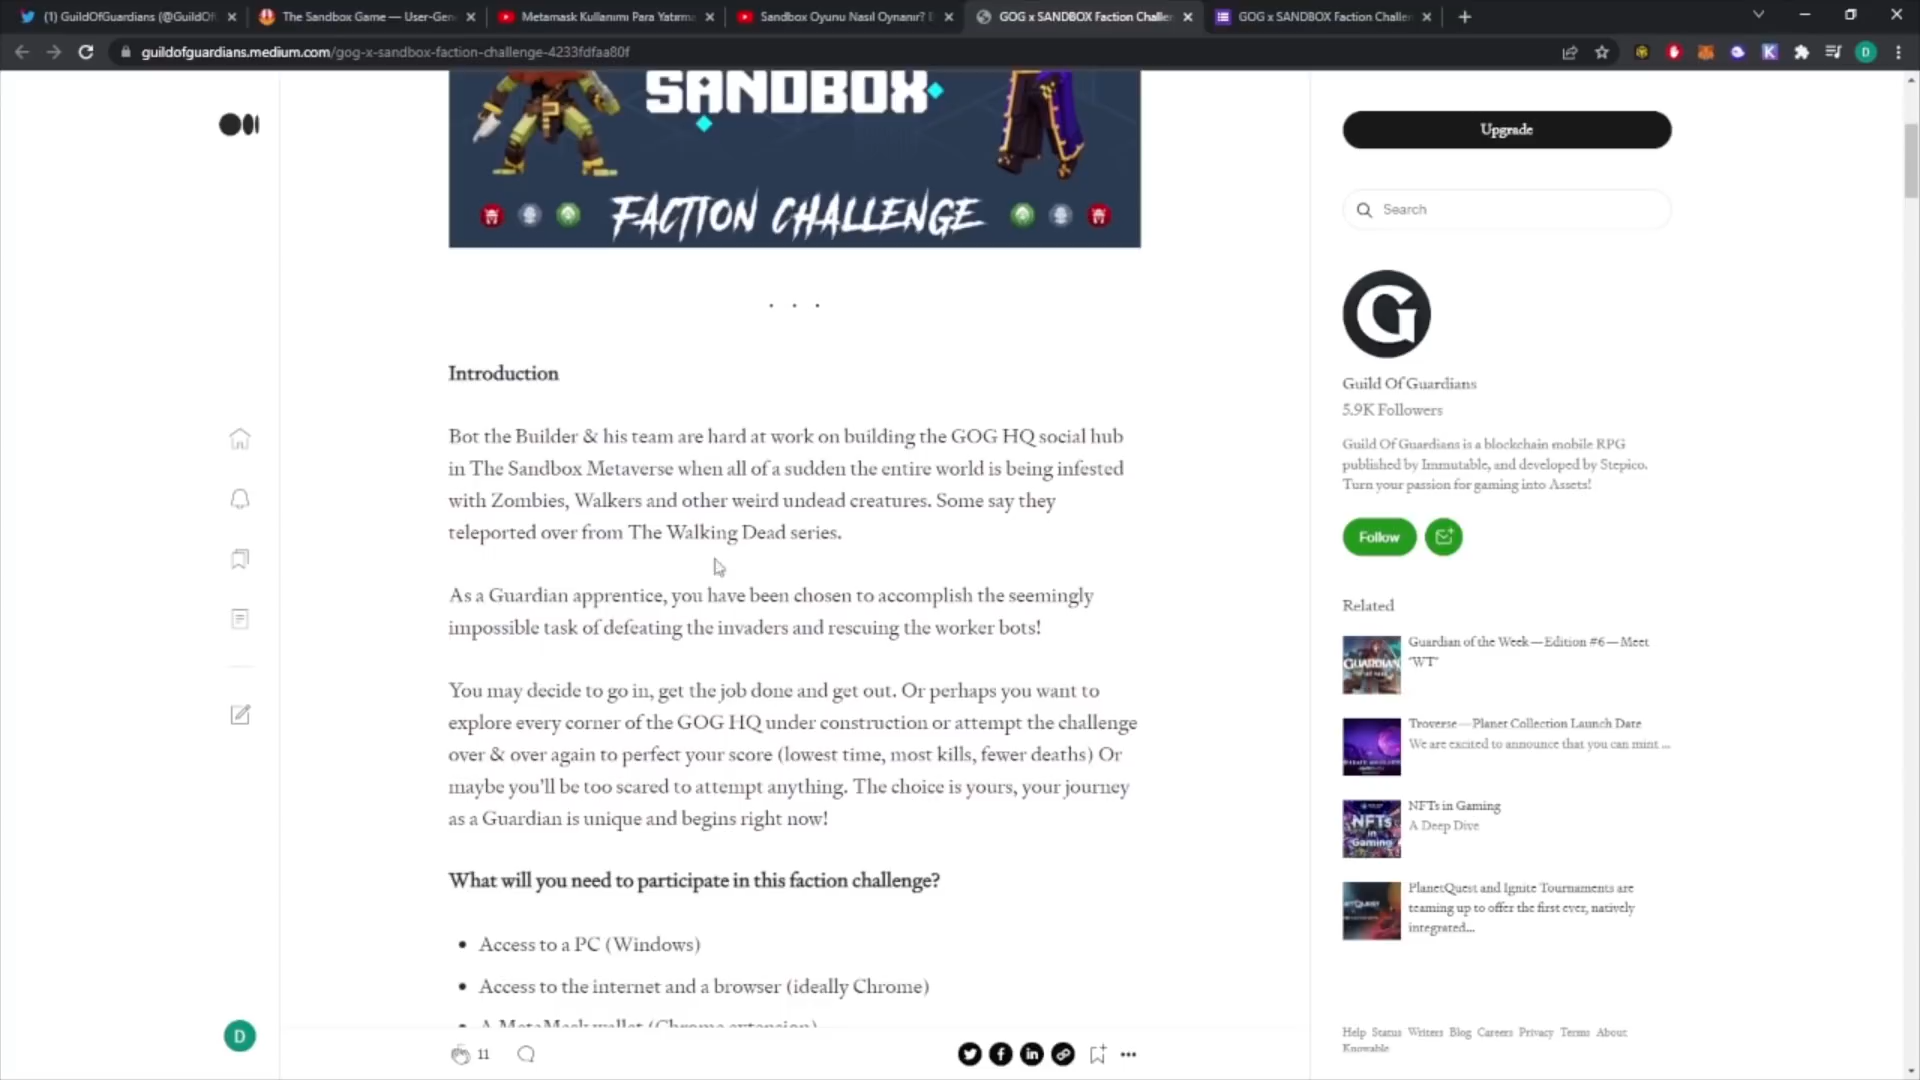 (1) GuildOfGuardians (@GuildOf
The Sandbox Game — User-Gen
Metamask Kullanımı Para Yatırma
Sandbox Oyunu Nasıl Oynanır?
GOG x SANDBOX Faction Challen
GOG x SANDBOX Faction Challen
guildofguardians.medium.com/gog-x-sandbox-faction-challenge-4233fdfaa80f
K
D
SANDBOX
FACTION CHALLENGE
. . .
Introduction
Bot the Builder & his team are hard at work on building the GOG HQ social hub
in The Sandbox Metaverse when all of a sudden the entire world is being infested
with Zombies, Walkers and other weird undead creatures. Some say they
teleported over from The Walking Dead series.
As a Guardian apprentice, you have been chosen to accomplish the seemingly
impossible task of defeating the invaders and rescuing the worker bots!
You may decide to go in, get the job done and get out. Or perhaps you want to
explore every corner of the GOG HQ under construction or attempt the challenge
over & over again to perfect your score (lowest time, most kills, fewer deaths) Or
maybe you’ll be too scared to attempt anything. The choice is yours, your journey
as a Guardian is unique and begins right now!
What will you need to participate in this faction challenge?
• Access to a PC (Windows)
• Access to the internet and a browser (ideally Chrome)
• A MetaMask wallet (Chrome extension)
11
D
Upgrade
Search
G
Guild Of Guardians
5.9K Followers
Guild Of Guardians is a blockchain mobile RPG
published by Immutable, and developed by Stepico.
Turn your passion for gaming into Assets!
Follow
Related
Guardian of the Week — Edition #6 — Meet
“WT”
GUARDIAN
Troverse — Planet Collection Launch Date
We are excited to announce that you can mint ...
NFTs in Gaming
A Deep Dive
NFTs
in
Gaming
PlanetQuest and Ignite Tournaments are
teaming up to offer the first ever, natively
integrated...
Help Status Writers Blog Careers Privacy Terms About
Knowable